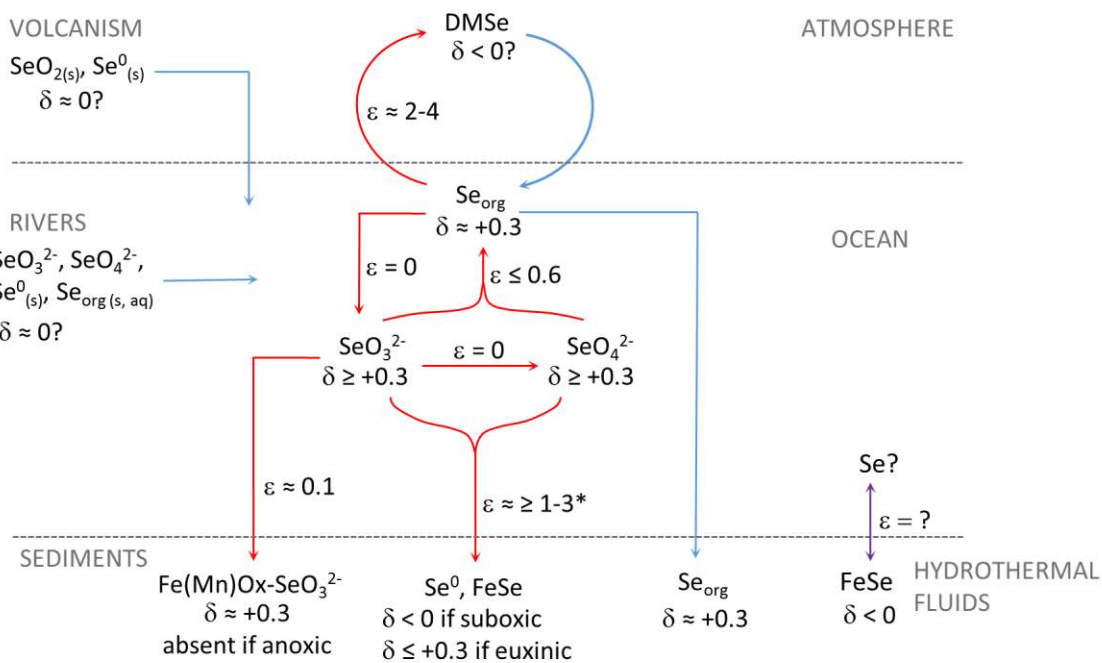 VOLCANISM
SeO₂₍ₛ₎, Se⁰₍ₛ₎
δ ≈ 0?
DMSe
δ < 0?
ATMOSPHERE
ε ≈ 2-4
RIVERS
SeO₃²⁻, SeO₄²⁻,
Se⁰₍ₛ₎, Se_org (s, aq)
δ ≈ 0?
Se_org
δ ≈ +0.3
OCEAN
ε = 0
ε ≤ 0.6
SeO₃²⁻
δ ≥ +0.3
ε = 0
SeO₄²⁻
δ ≥ +0.3
ε ≈ 0.1
ε ≈ ≥ 1-3*
Se?
ε = ?
SEDIMENTS
Fe(Mn)Ox-SeO₃²⁻
δ ≈ +0.3
absent if anoxic
Se⁰, FeSe
δ < 0 if suboxic
δ ≤ +0.3 if euxinic
Se_org
δ ≈ +0.3
FeSe
δ < 0
HYDROTHERMAL
FLUIDS